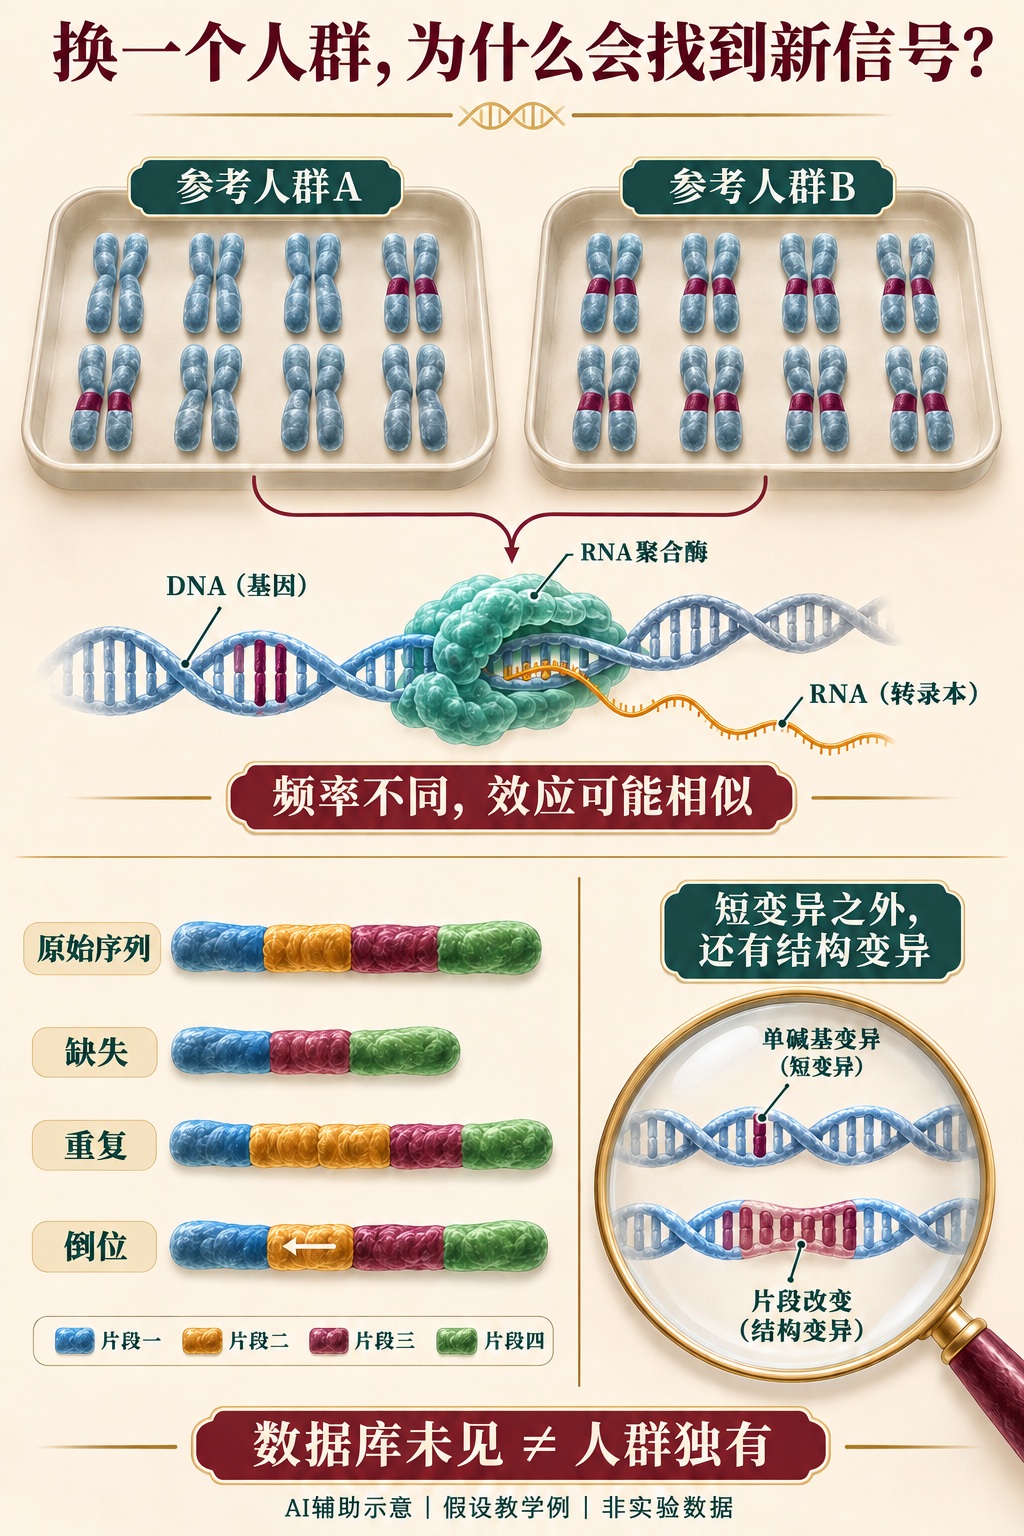 换一个人群，为什么会找到新信号？
参考人群A
参考人群B
RNA聚合酶
DNA（基因）
RNA（转录本）
频率不同，效应可能相似
原始序列
缺失
重复
倒位
片段一
片段二
片段三
片段四
短变异之外，
还有结构变异
单碱基变异
（短变异）
片段改变
（结构变异）
数据库未见 ≠ 人群独有
AI辅助示意｜假设教学例｜非实验数据